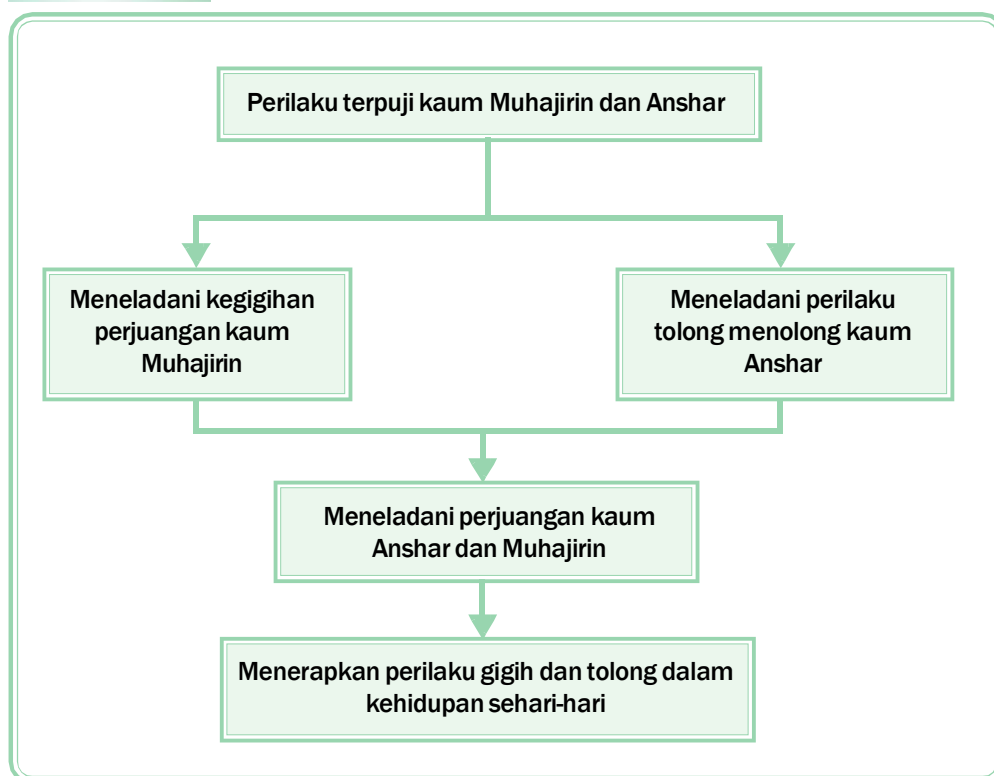 Perilaku terpuji kaum Muhajirin dan Anshar
Meneladani kegigihan
perjuangan kaum
Muhajirin
Meneladani perilaku
tolong menolong kaum
Anshar
Meneladani perjuangan kaum
Anshar dan Muhajirin
Menerapkan perilaku gigih dan tolong dalam
kehidupan sehari-hari